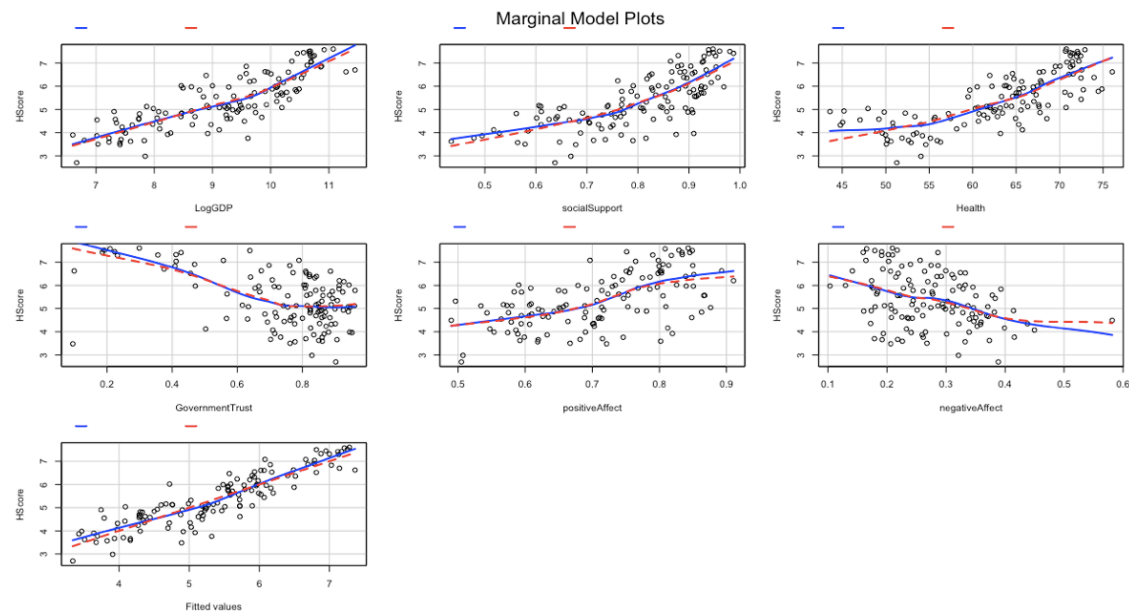 Marginal Model Plots
HScore
3 4 5 6 7
7 8 9 10 11
LogGDP
HScore
3 4 5 6 7
0.5 0.6 0.7 0.8 0.9 1.0
socialSupport
HScore
3 4 5 6 7
45 50 55 60 65 70 75
Health
HScore
3 4 5 6 7
0.2 0.4 0.6 0.8
GovernmentTrust
HScore
3 4 5 6 7
0.5 0.6 0.7 0.8 0.9
positiveAffect
HScore
3 4 5 6 7
0.1 0.2 0.3 0.4 0.5 0.6
negativeAffect
HScore
3 4 5 6 7
4 5 6 7
Fitted values